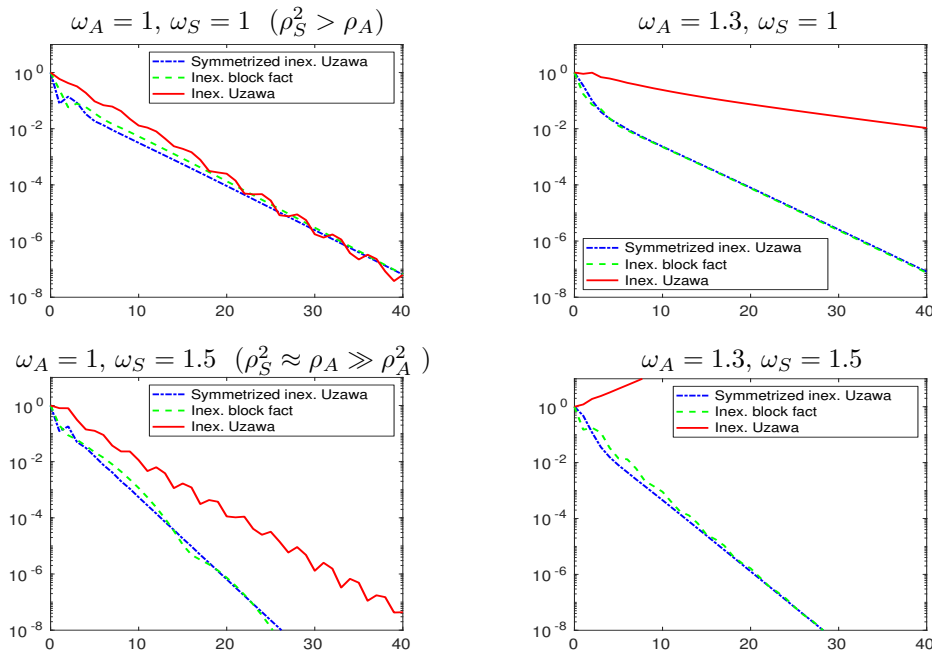 ω_A = 1, ω_S = 1 (ρ_S^2 > ρ_A)
10^0
10^-2
10^-4
10^-6
10^-8
0 10 20 30 40
Symmetrized inex. Uzawa
Inex. block fact
Inex. Uzawa
ω_A = 1.3, ω_S = 1
10^0
10^-2
10^-4
10^-6
10^-8
0 10 20 30 40
Symmetrized inex. Uzawa
Inex. block fact
Inex. Uzawa
ω_A = 1, ω_S = 1.5 (ρ_S^2 ≈ ρ_A ≫ ρ_A^2 )
10^0
10^-2
10^-4
10^-6
10^-8
0 10 20 30 40
Symmetrized inex. Uzawa
Inex. block fact
Inex. Uzawa
ω_A = 1.3, ω_S = 1.5
10^0
10^-2
10^-4
10^-6
10^-8
0 10 20 30 40
Symmetrized inex. Uzawa
Inex. block fact
Inex. Uzawa